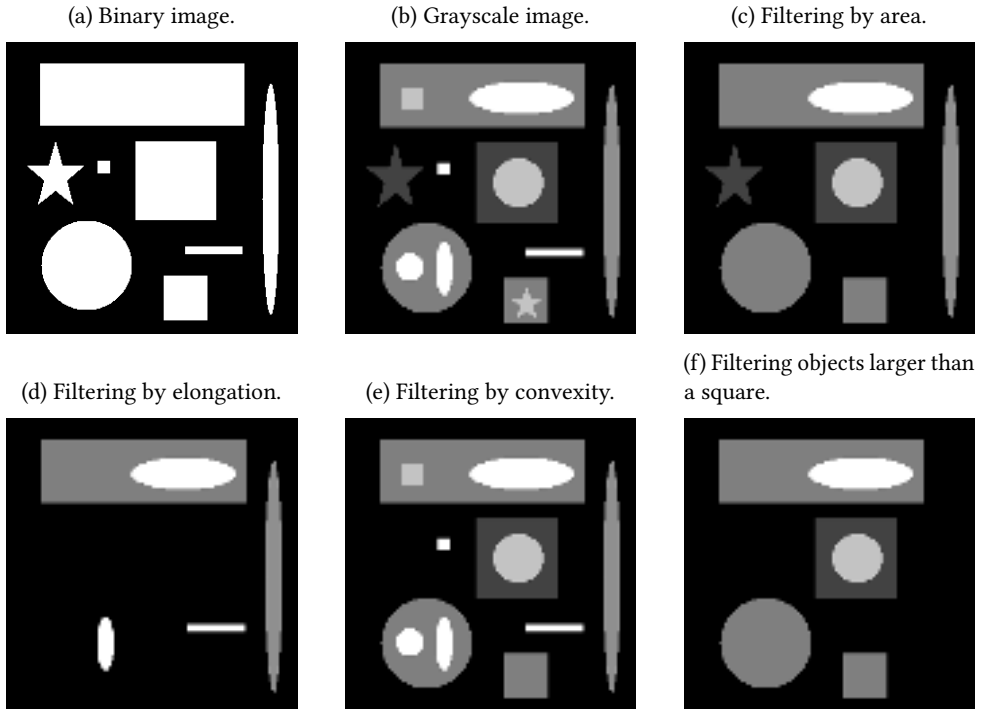 (a) Binary image.
(b) Grayscale image.
(c) Filtering by area.
(d) Filtering by elongation.
(e) Filtering by convexity.
(f) Filtering objects larger than
a square.